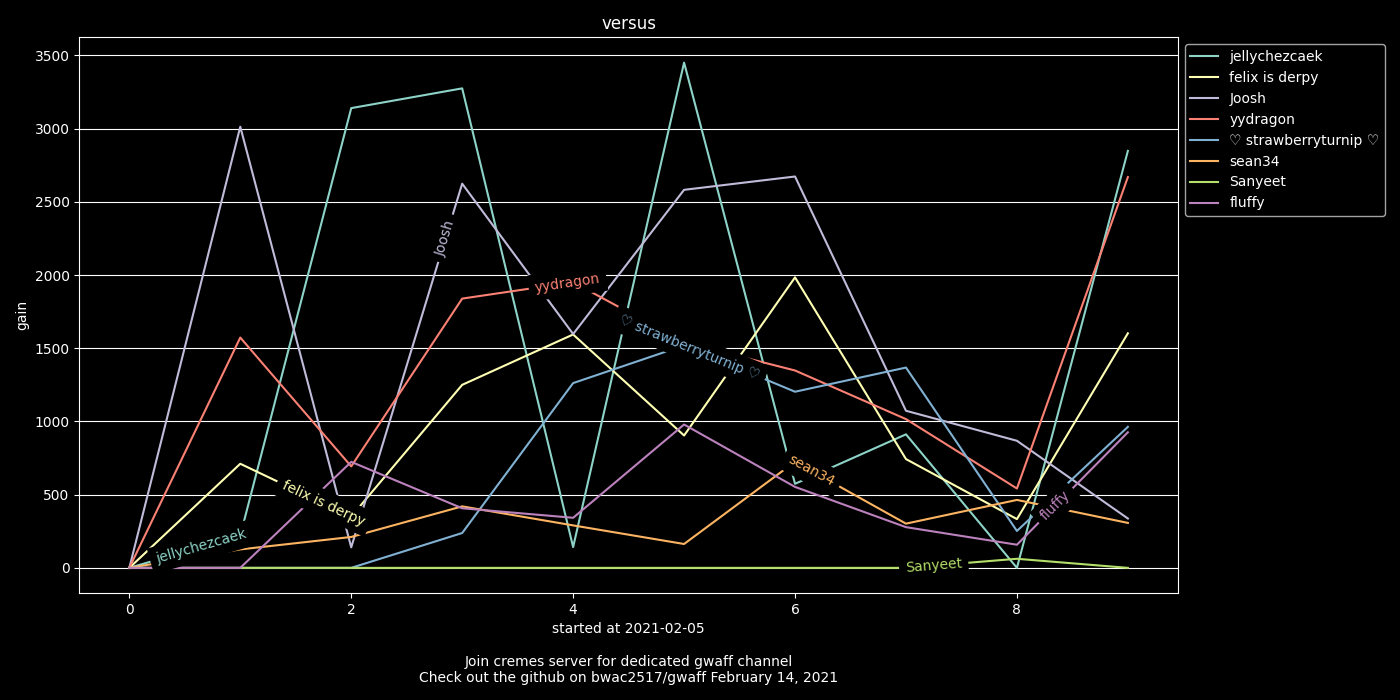 versus
3500
3000
2500
2000
1500
1000
500
0
gain
0 2 4 6 8
started at 2021-02-05
jellychezcaek
felix is derpy
Joosh
yydragon
♡ strawberryturnip ♡
sean34
Sanyeet
fluffy
jellychezcaek
felix is derpy
Joosh
yydragon
♡ strawberryturnip ♡
sean34
Sanyeet
fluffy
Join cremes server for dedicated gwaff channel
Check out the github on bwac2517/gwaff February 14, 2021